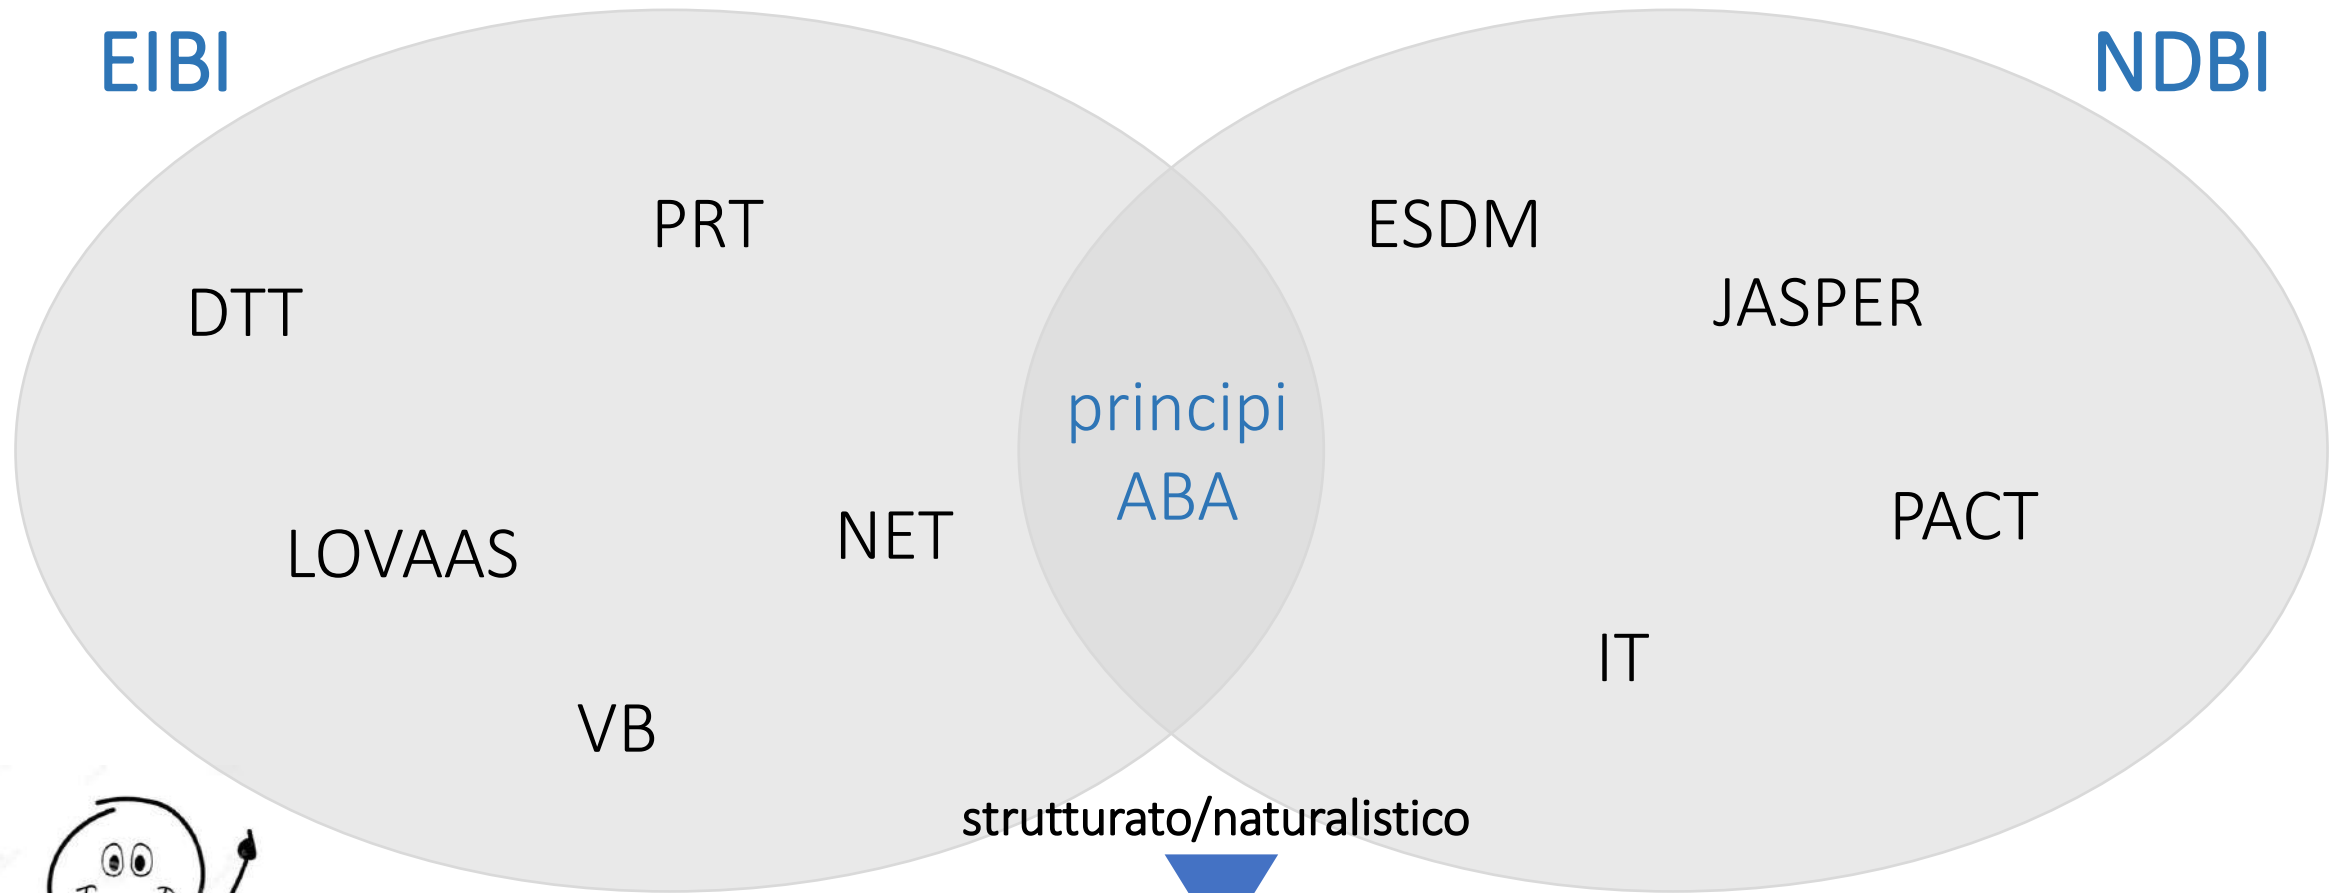 EIBI
NDBI
PRT
ESDM
DTT
JASPER
principi
ABA
PACT
NET
LOVAAS
IT
VB
strutturato/naturalistico